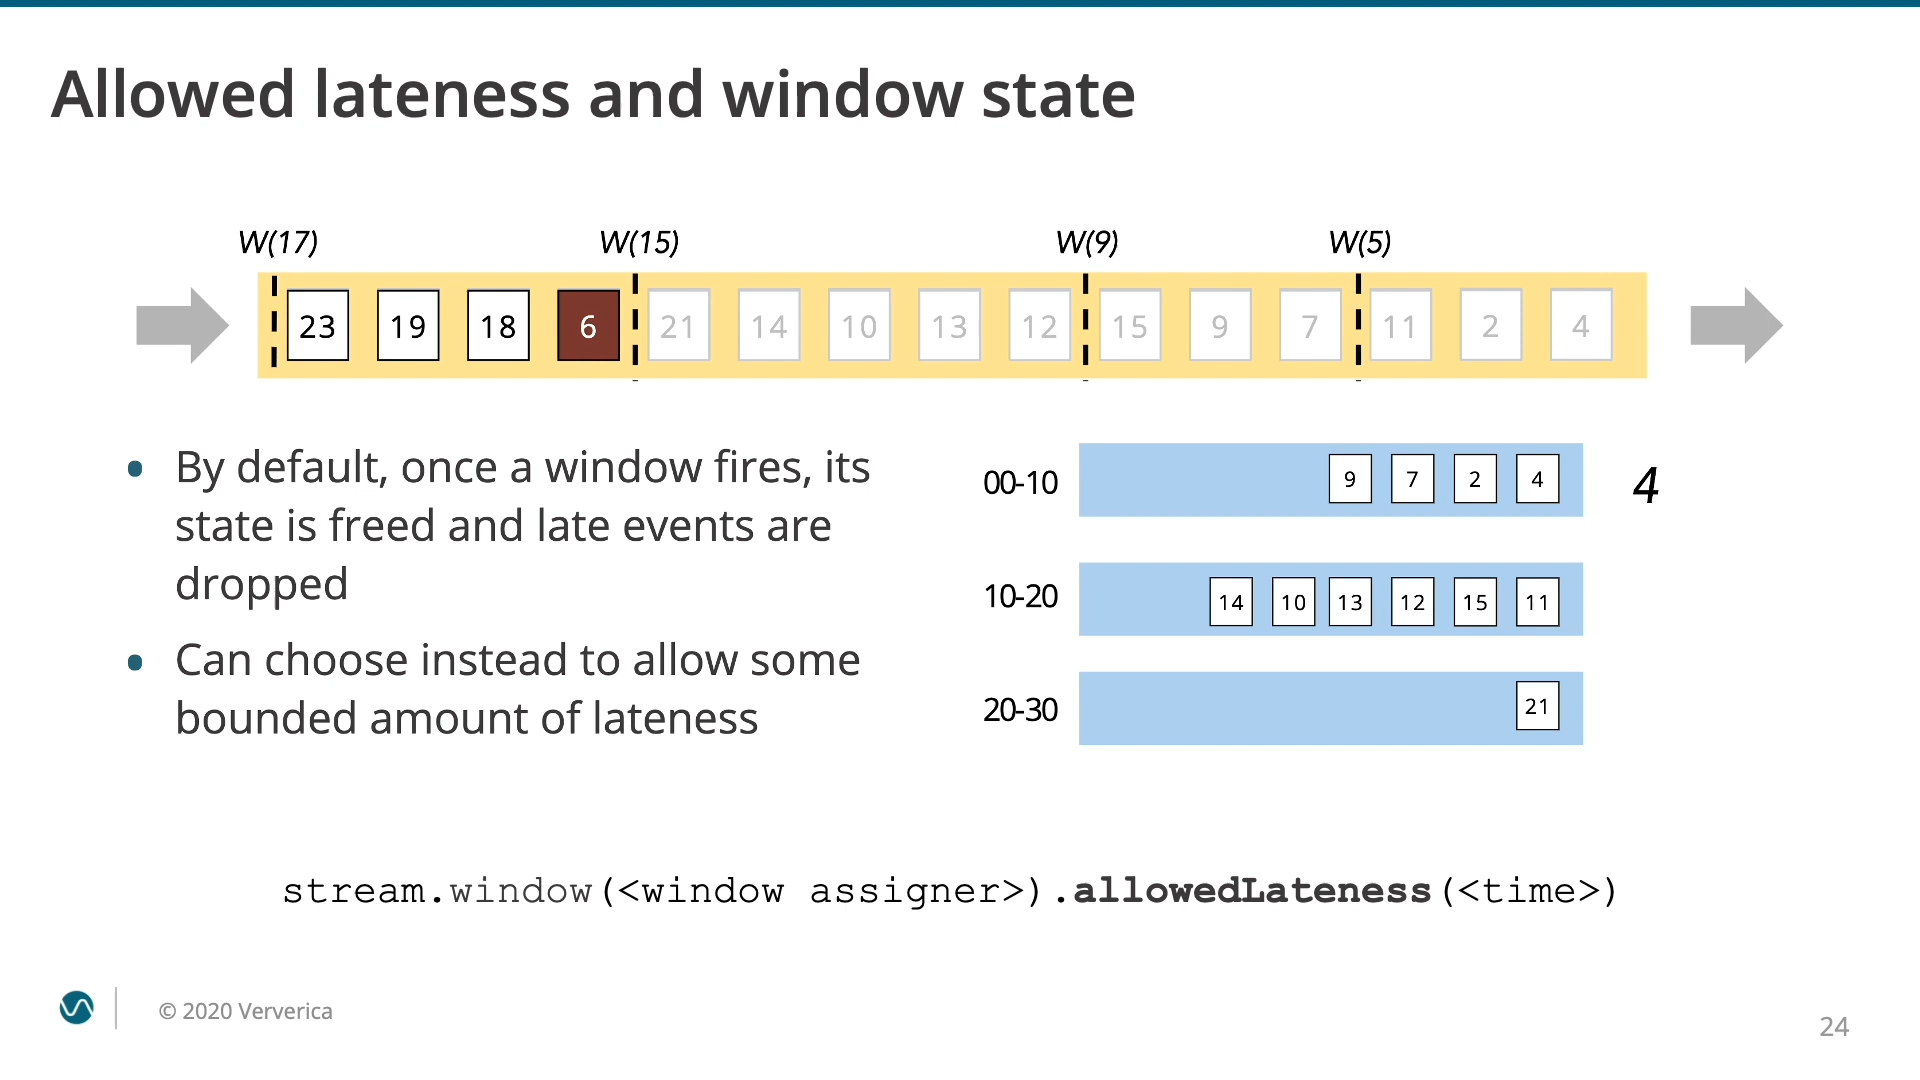 Allowed lateness and window state
W(17) W(15) W(9) W(5)
23 19 18 6 21 14 10 13 12 15 9 7 11 2 4
• By default, once a window fires, its
state is freed and late events are
dropped
• Can choose instead to allow some
bounded amount of lateness
00-10 9 7 2 4 4
10-20 14 10 13 12 15 11
20-30 21
stream.window(<window assigner>).allowedLateness(<time>)
© 2020 Ververica
24